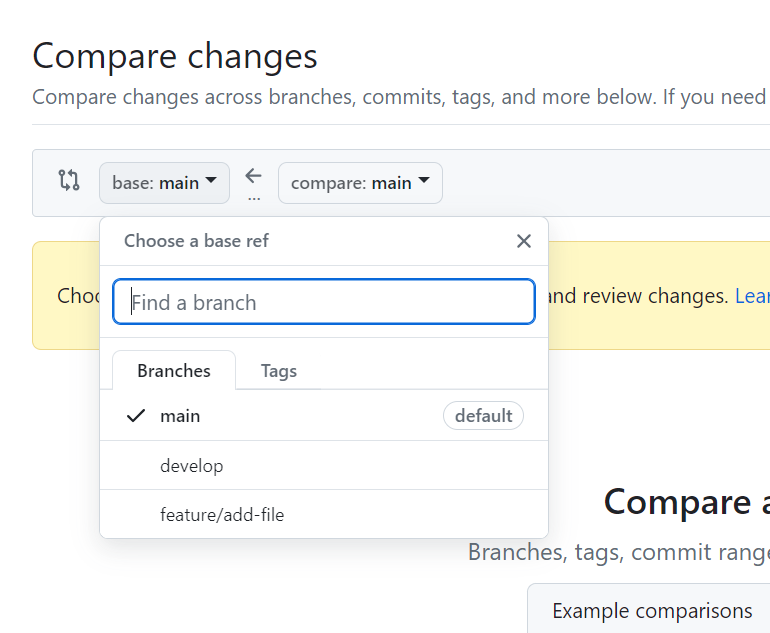 Compare changes
Compare changes across branches, commits, tags, and more below. If you need
base: main
compare: main
...
Choose a base ref
and review changes. Lear
Find a branch
Branches
Tags
main
default
develop
feature/add-file
Compare a
Branches, tags, commit range
Example comparisons